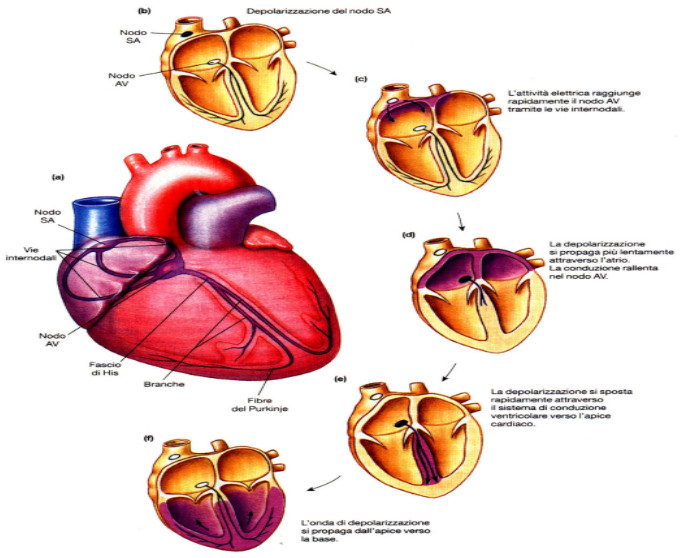 (b)
Depolarizzazione del nodo SA
Nodo
SA
Nodo
AV
(c)
L'attività elettrica raggiunge
rapidamente il nodo AV
tramite le vie internodali.
(a)
Nodo
SA
Vie
internodali
Nodo
AV
Fascio
di His
Branche
Fibre
del Purkinje
(d)
La depolarizzazione
si propaga più lentamente
attraverso l'atrio.
La conduzione rallenta
nel nodo AV.
(e)
La depolarizzazione si sposta
rapidamente attraverso
il sistema di conduzione
ventricolare verso l'apice
cardiaco.
(f)
L'onda di depolarizzazione
si propaga dall'apice verso
la base.